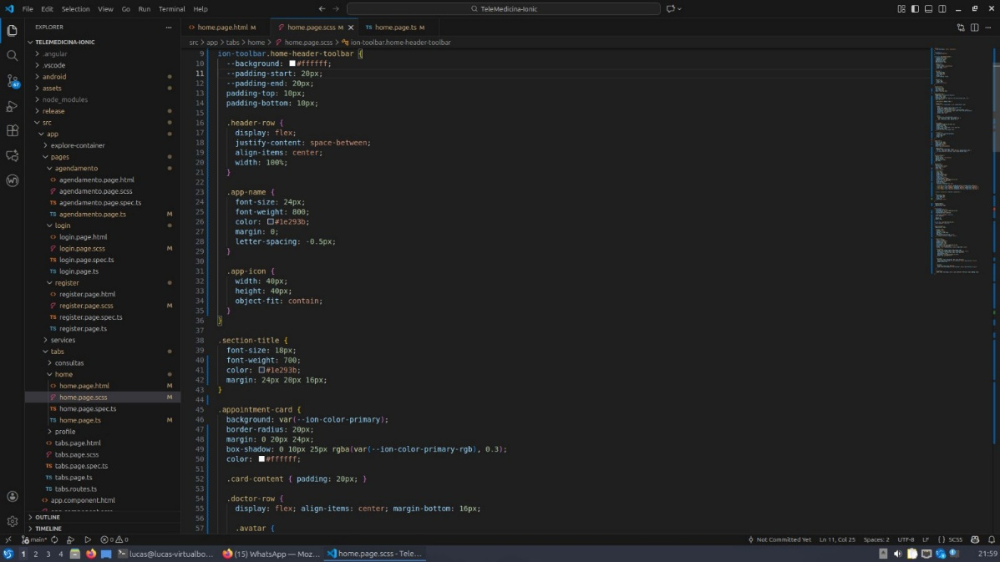 File Edit Selection View Go Run Terminal Help
TeleMedicina-Ionic
EXPLORER
home.page.html M
home.page.scss M
home.page.ts M
src > app > tabs > home > home.page.scss > ion-toolbar.home-header-toolbar
TELEMEDICINA-IONIC
.angular
.vscode
android
assets
node_modules
release
src
app
explore-container
pages
agendamento
agendamento.page.html
agendamento.page.scss
agendamento.page.spec.ts
agendamento.page.ts M
login
login.page.html
login.page.scss M
login.page.spec.ts
login.page.ts
register
register.page.html
register.page.scss M
register.page.spec.ts
register.page.ts
services
tabs
consultas
home
home.page.html M
home.page.scss M
home.page.spec.ts
home.page.ts M
profile
tabs.page.html
tabs.page.scss
tabs.page.spec.ts
tabs.page.ts
tabs.routes.ts
app.component.html
OUTLINE
TIMELINE
67
9 ion-toolbar.home-header-toolbar {
10 --background: #ffffff;
11 --padding-start: 20px;
12 --padding-end: 20px;
13 padding-top: 10px;
14 padding-bottom: 10px;
15
16 .header-row {
17 display: flex;
18 justify-content: space-between;
19 align-items: center;
20 width: 100%;
21 }
22
23 .app-name {
24 font-size: 24px;
25 font-weight: 800;
26 color: #1e293b;
27 margin: 0;
28 letter-spacing: -0.5px;
29 }
30
31 .app-icon {
32 width: 40px;
33 height: 40px;
34 object-fit: contain;
35 }
36 }
37
38 .section-title {
39 font-size: 18px;
40 font-weight: 700;
41 color: #1e293b;
42 margin: 24px 20px 16px;
43 }
44
45 .appointment-card {
46 background: var(--ion-color-primary);
47 border-radius: 20px;
48 margin: 0 20px 24px;
49 box-shadow: 0 10px 25px rgba(var(--ion-color-primary-rgb), 0.3);
50 color: #ffffff;
51
52 .card-content { padding: 20px; }
53
54 .doctor-row {
55 display: flex; align-items: center; margin-bottom: 16px;
56
57 .avatar {
main* 0 0
Not Committed Yet Ln 11, Col 25 Spaces: 2 UTF-8 LF { } SCSS
1 2 3 4 lucas@lucas-virtualbo... (15) WhatsApp — Moz... home.page.scss - Tele... 21:59